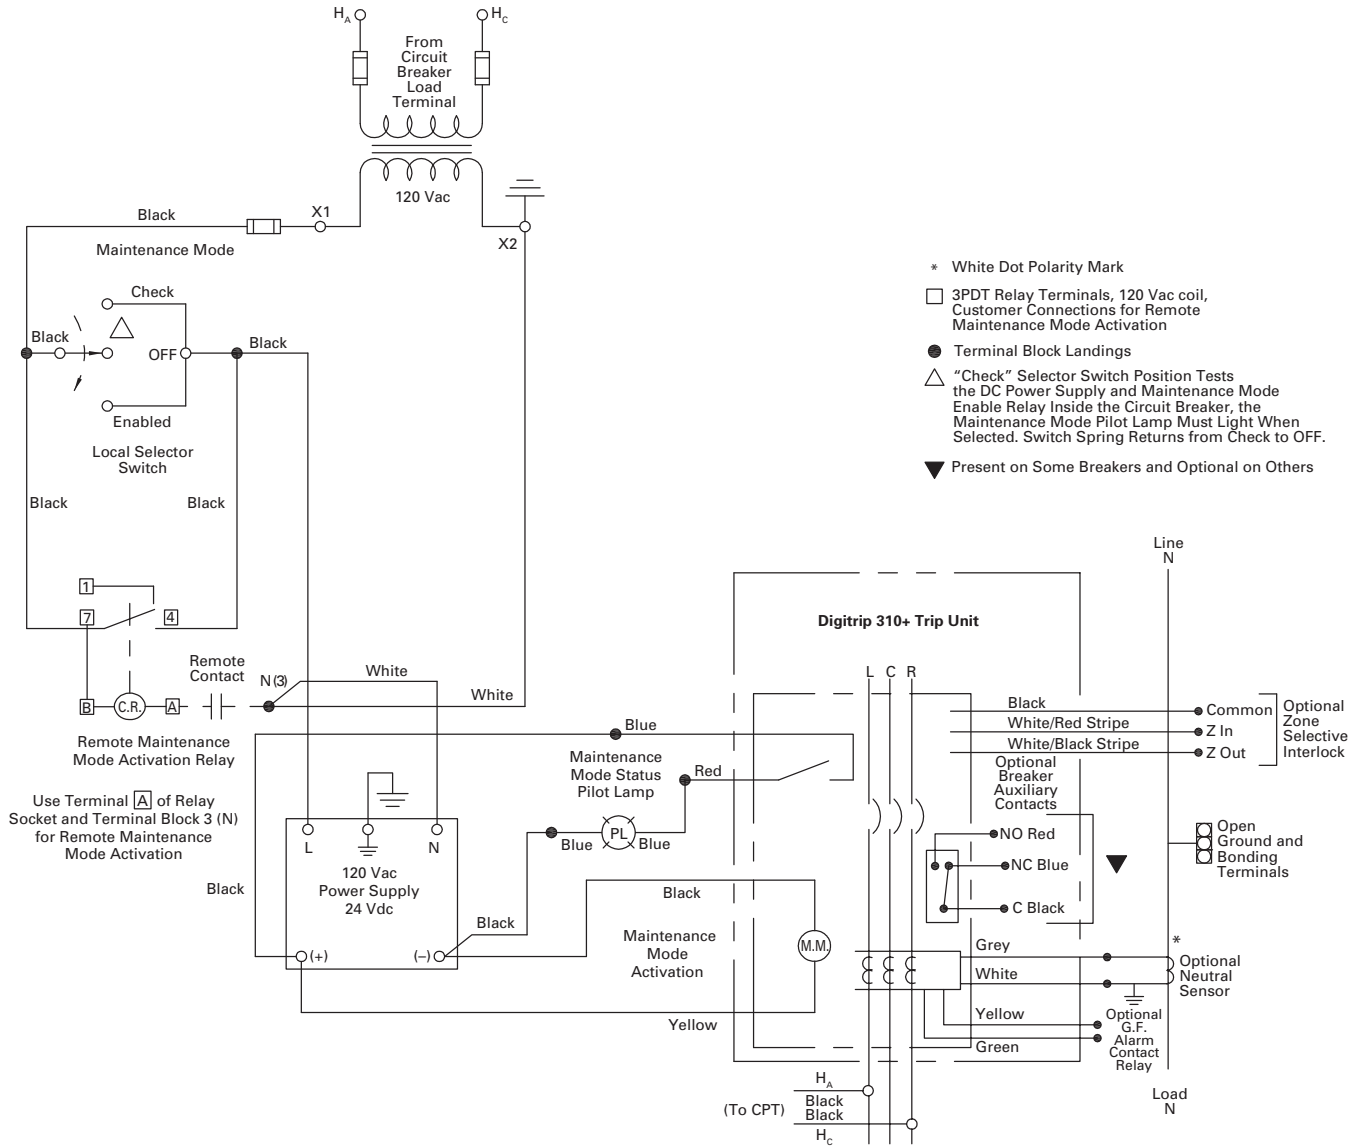 H_A
H_C
From
Circuit
Breaker
Load
Terminal
120 Vac
X1
X2
Black
Maintenance Mode
Check
Black
OFF
Black
Enabled
Local Selector
Switch
Black
Black
* White Dot Polarity Mark
3PDT Relay Terminals, 120 Vac coil,
Customer Connections for Remote
Maintenance Mode Activation
Terminal Block Landings
“Check” Selector Switch Position Tests
the DC Power Supply and Maintenance Mode
Enable Relay Inside the Circuit Breaker, the
Maintenance Mode Pilot Lamp Must Light When
Selected. Switch Spring Returns from Check to OFF.
Present on Some Breakers and Optional on Others
1
7
4
Remote
Contact
N (3)
White
White
B
C.R.
A
Remote Maintenance
Mode Activation Relay
Use Terminal A of Relay
Socket and Terminal Block 3 (N)
for Remote Maintenance
Mode Activation
Blue
Maintenance
Mode Status
Pilot Lamp
Red
PL
Blue
Blue
L
N
120 Vac
Power Supply
24 Vdc
Black
(+)
(–)
Black
Black
Maintenance
Mode
Activation
M.M.
Yellow
Digitrip 310+ Trip Unit
L C R
Line
N
Black
White/Red Stripe
White/Black Stripe
Common
Z In
Z Out
Optional
Zone
Selective
Interlock
Optional
Breaker
Auxiliary
Contacts
NO Red
NC Blue
C Black
Open
Ground and
Bonding
Terminals
Grey
White
Yellow
Green
*
Optional
Neutral
Sensor
Optional
G.F.
Alarm
Contact
Relay
Load
N
H_A
(To CPT)
Black
Black
H_C